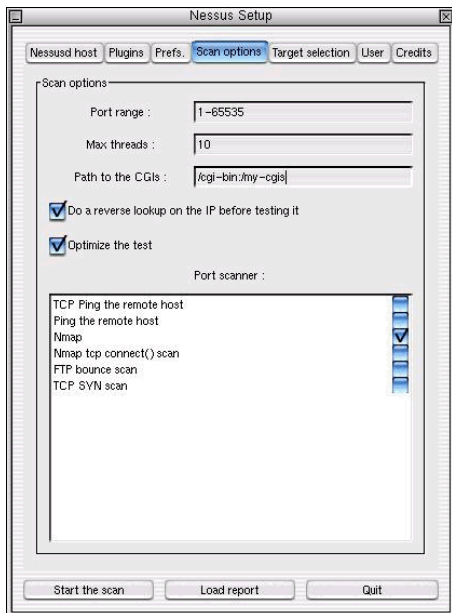 Nessus Setup
Nessusd host Plugins Prefs. Scan options Target selection User Credits
Scan options
Port range : 1-65535
Max threads : 10
Path to the CGIs : /cgi-bin:/my-cgis
Do a reverse lookup on the IP before testing it
Optimize the test
Port scanner :
TCP Ping the remote host
Ping the remote host
Nmap
Nmap tcp connect() scan
FTP bounce scan
TCP SYN scan
Start the scan Load report Quit